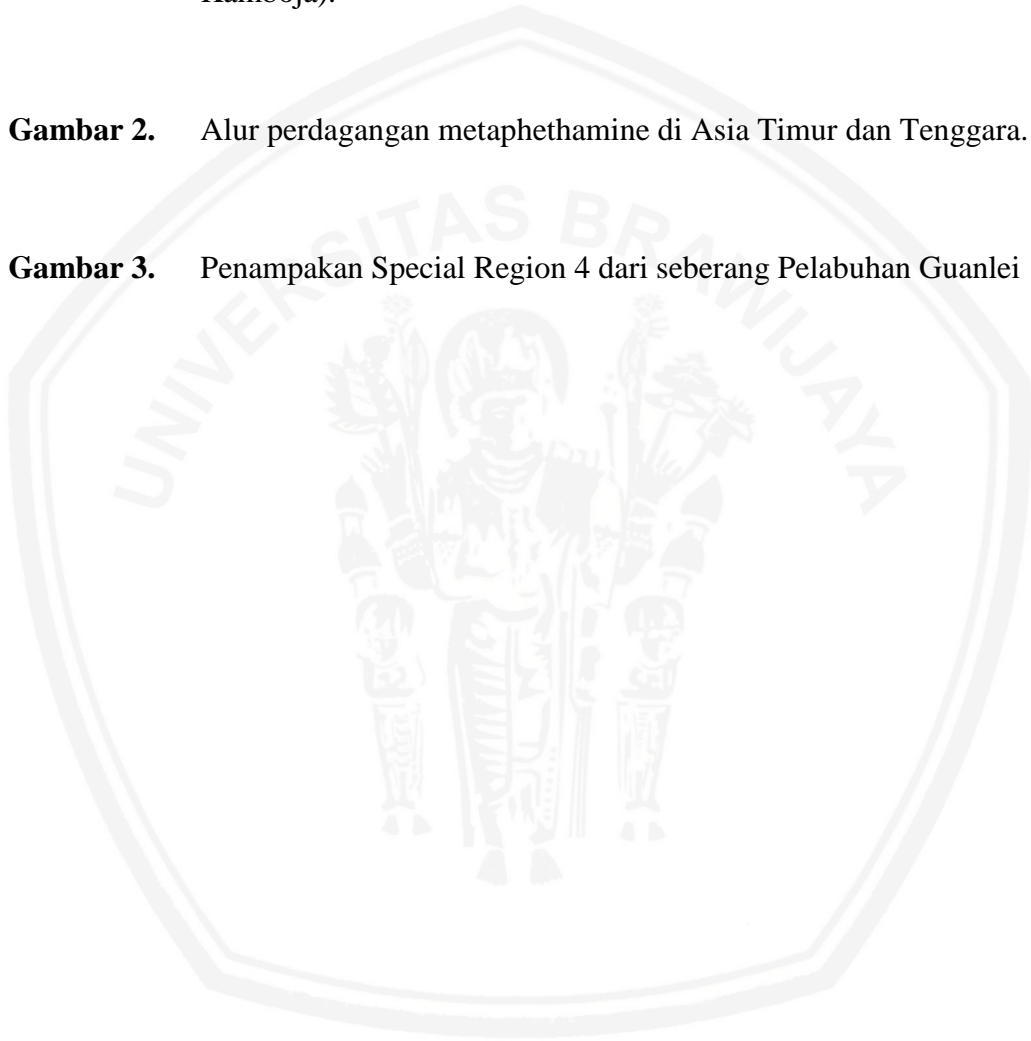 Kamboja).
Gambar 2. Alur perdagangan metaphethamine di Asia Timur dan Tenggara.
Gambar 3. Penampakan Special Region 4 dari seberang Pelabuhan Guanlei
UNIVERSITAS BRAWIJAYA